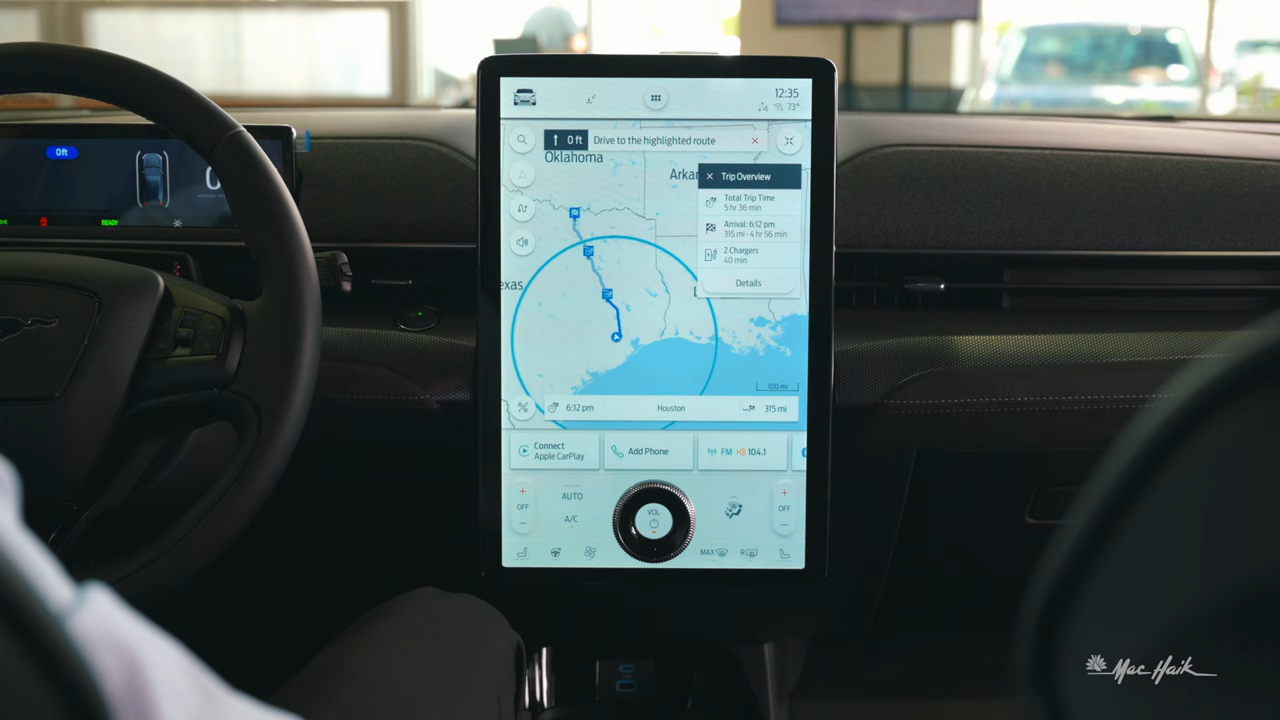 0ft
READY
12:35
73°
0 ft Drive to the highlighted route
Oklahoma
Arkan
Trip Overview
Total Trip Time
5 hr 36 min
Arrival: 6:12 pm
315 mi · 4 hr 56 min
2 Chargers
40 min
Details
exas
L
100 mi
6:12 pm Houston 315 mi
Connect
Apple CarPlay
Add Phone
FM 104.1
AUTO
A/C
OFF
VOL
OFF
MAX R
Mac Haik